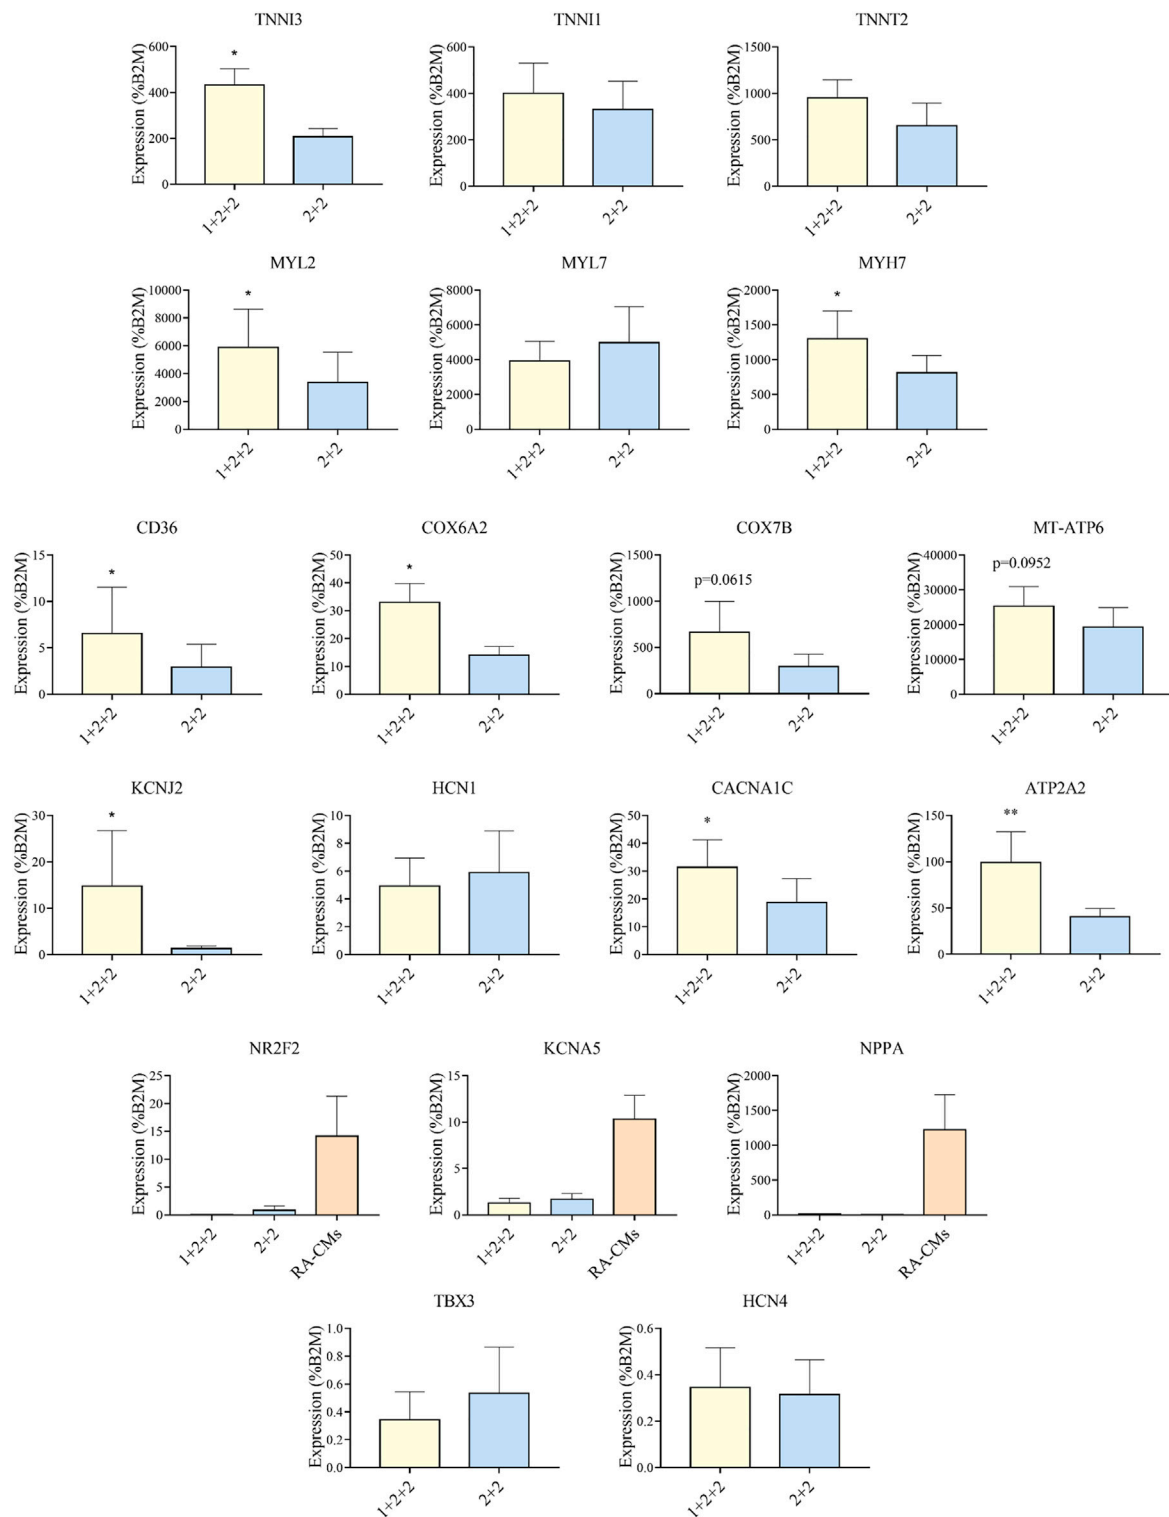 TNNI3 TNNI1 TNNT2
Expression (%B2M) 600 400 200 0 * 1+2+2 2+2
Expression (%B2M) 600 400 200 0 1+2+2 2+2
Expression (%B2M) 1500 1000 500 0 1+2+2 2+2
MYL2 MYL7 MYH7
Expression (%B2M) 10000 8000 6000 4000 2000 0 * 1+2+2 2+2
Expression (%B2M) 8000 6000 4000 2000 0 1+2+2 2+2
Expression (%B2M) 2000 1500 1000 500 0 * 1+2+2 2+2
CD36 COX6A2 COX7B MT-ATP6
Expression (%B2M) 15 10 5 0 * 1+2+2 2+2
Expression (%B2M) 50 40 30 20 10 0 * 1+2+2 2+2
Expression (%B2M) 1500 1000 500 0 p=0.0615 1+2+2 2+2
Expression (%B2M) 40000 30000 20000 10000 0 p=0.0952 1+2+2 2+2
KCNJ2 HCN1 CACNA1C ATP2A2
Expression (%B2M) 30 20 10 0 * 1+2+2 2+2
Expression (%B2M) 10 8 6 4 2 0 1+2+2 2+2
Expression (%B2M) 50 40 30 20 10 0 * 1+2+2 2+2
Expression (%B2M) 150 100 50 0 ** 1+2+2 2+2
NR2F2 KCNA5 NPPA
Expression (%B2M) 25 20 15 10 5 0 1+2+2 2+2 RA-CMs
Expression (%B2M) 15 10 5 0 1+2+2 2+2 RA-CMs
Expression (%B2M) 2000 1500 1000 500 0 1+2+2 2+2 RA-CMs
TBX3 HCN4
Expression (%B2M) 1.0 0.8 0.6 0.4 0.2 0.0 1+2+2 2+2
Expression (%B2M) 0.6 0.4 0.2 0.0 1+2+2 2+2